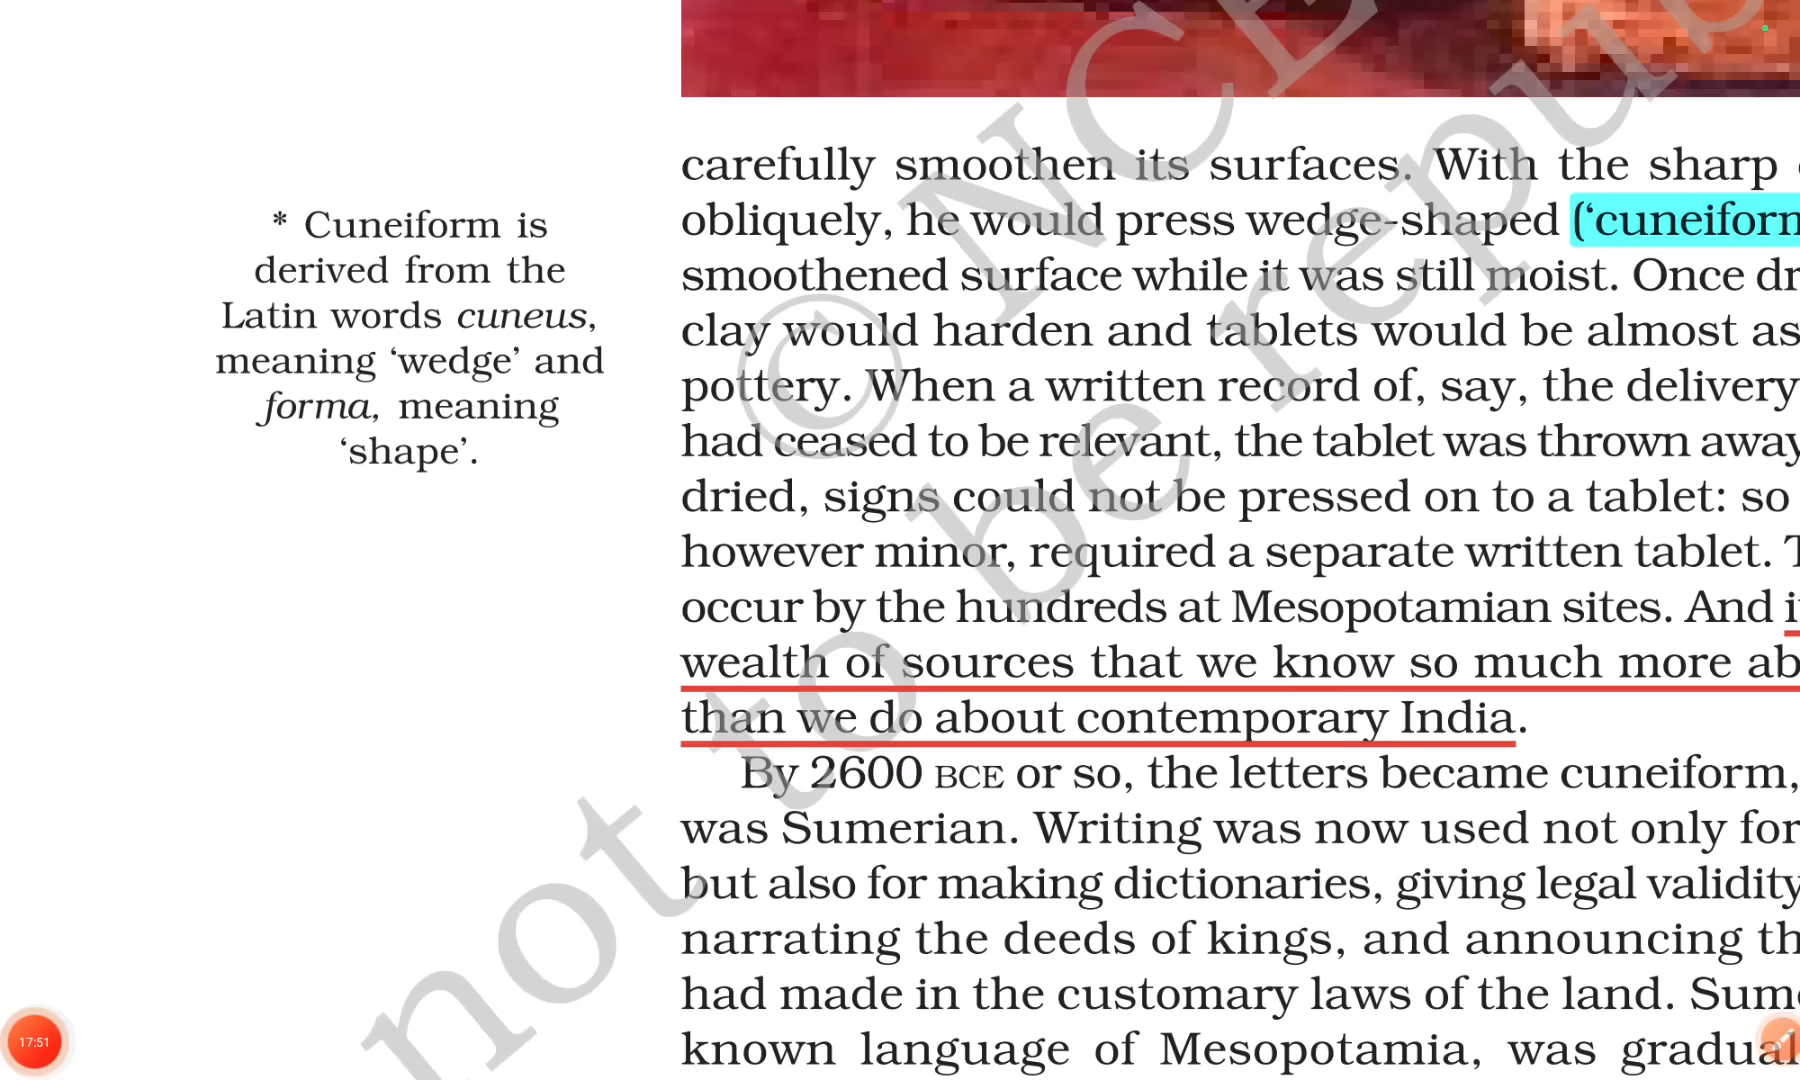 carefully smoothen its surfaces. With the sharp
obliquely, he would press wedge-shaped (‘cuneiform
smoothened surface while it was still moist. Once
clay would harden and tablets would be almost as
pottery. When a written record of, say, the delivery
had ceased to be relevant, the tablet was thrown away
dried, signs could not be pressed on to a tablet: so
however minor, required a separate written tablet.
occur by the hundreds at Mesopotamian sites. And
wealth of sources that we know so much more
than we do about contemporary India.
By 2600 BCE or so, the letters became cuneiform,
was Sumerian. Writing was now used not only for
but also for making dictionaries, giving legal validity
narrating the deeds of kings, and announcing
had made in the customary laws of the land.
known language of Mesopotamia, was
* Cuneiform is
derived from the
Latin words cuneus,
meaning ‘wedge’ and
forma, meaning
‘shape’.
© NCE
not to be repub
17:51